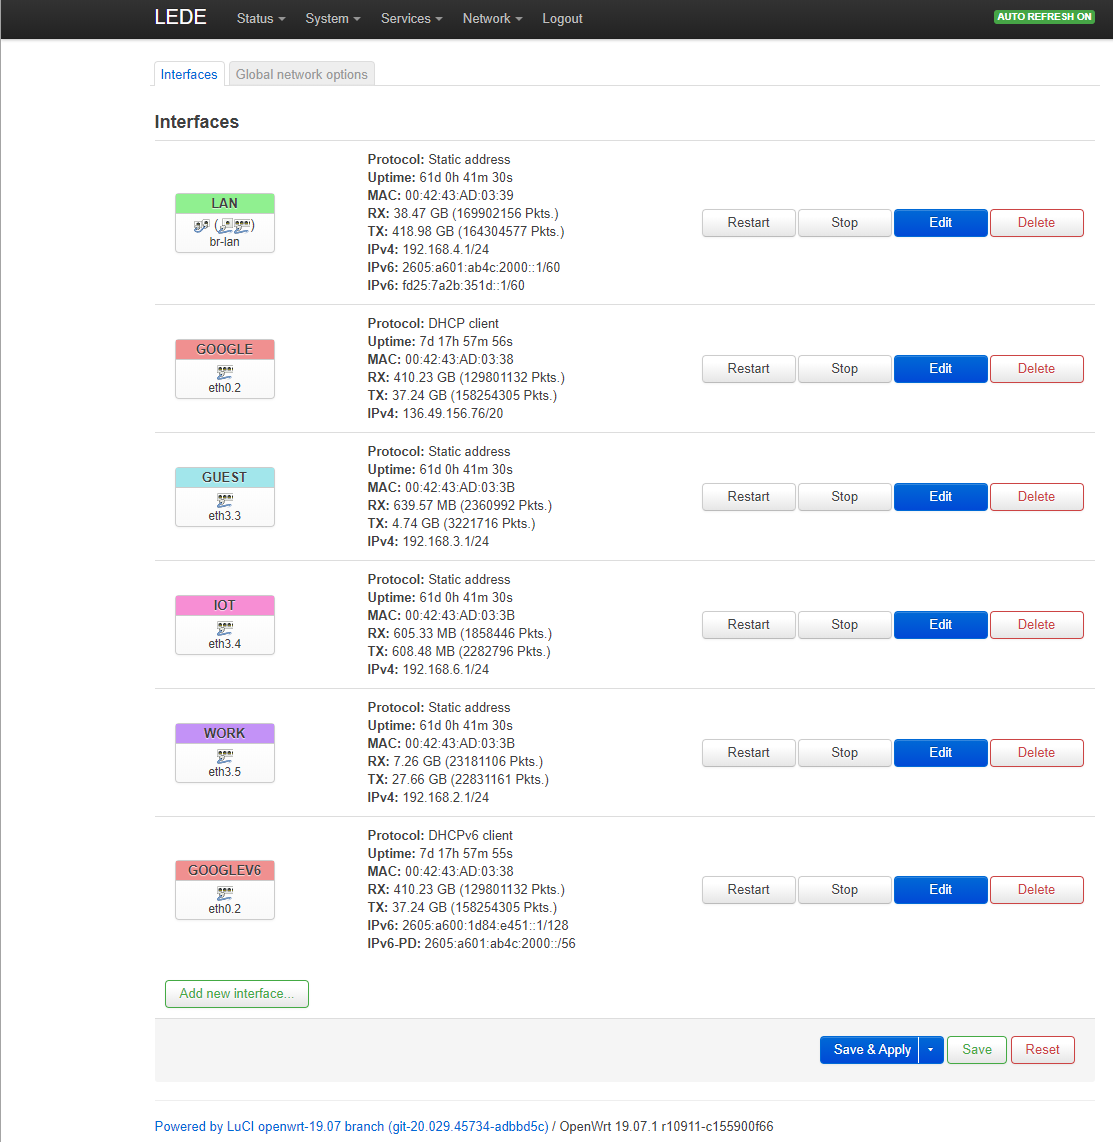 LEDE Status System Services Network Logout AUTO REFRESH ON
Interfaces Global network options
Interfaces
LAN
br-lan
Protocol: Static address
Uptime: 61d 0h 41m 30s
MAC: 00:42:43:AD:03:39
RX: 38.47 GB (169902156 Pkts.)
TX: 418.98 GB (164304577 Pkts.)
IPv4: 192.168.4.1/24
IPv6: 2605:a601:ab4c:2000::1/60
IPv6: fd25:7a2b:351d::1/60
Restart Stop Edit Delete
GOOGLE
eth0.2
Protocol: DHCP client
Uptime: 7d 17h 57m 56s
MAC: 00:42:43:AD:03:38
RX: 410.23 GB (129801132 Pkts.)
TX: 37.24 GB (158254305 Pkts.)
IPv4: 136.49.156.76/20
Restart Stop Edit Delete
GUEST
eth3.3
Protocol: Static address
Uptime: 61d 0h 41m 30s
MAC: 00:42:43:AD:03:3B
RX: 639.57 MB (2360992 Pkts.)
TX: 4.74 GB (3221716 Pkts.)
IPv4: 192.168.3.1/24
Restart Stop Edit Delete
IOT
eth3.4
Protocol: Static address
Uptime: 61d 0h 41m 30s
MAC: 00:42:43:AD:03:3B
RX: 605.33 MB (1858446 Pkts.)
TX: 608.48 MB (2282796 Pkts.)
IPv4: 192.168.6.1/24
Restart Stop Edit Delete
WORK
eth3.5
Protocol: Static address
Uptime: 61d 0h 41m 30s
MAC: 00:42:43:AD:03:3B
RX: 7.26 GB (23181106 Pkts.)
TX: 27.66 GB (22831161 Pkts.)
IPv4: 192.168.2.1/24
Restart Stop Edit Delete
GOOGLEV6
eth0.2
Protocol: DHCPv6 client
Uptime: 7d 17h 57m 55s
MAC: 00:42:43:AD:03:38
RX: 410.23 GB (129801132 Pkts.)
TX: 37.24 GB (158254305 Pkts.)
IPv6: 2605:a600:1d84:e451::1/128
IPv6-PD: 2605:a601:ab4c:2000::/56
Restart Stop Edit Delete
Add new interface...
Save & Apply Save Reset
Powered by LuCI openwrt-19.07 branch (git-20.029.45734-adbbd5c) / OpenWrt 19.07.1 r10911-c155900f66